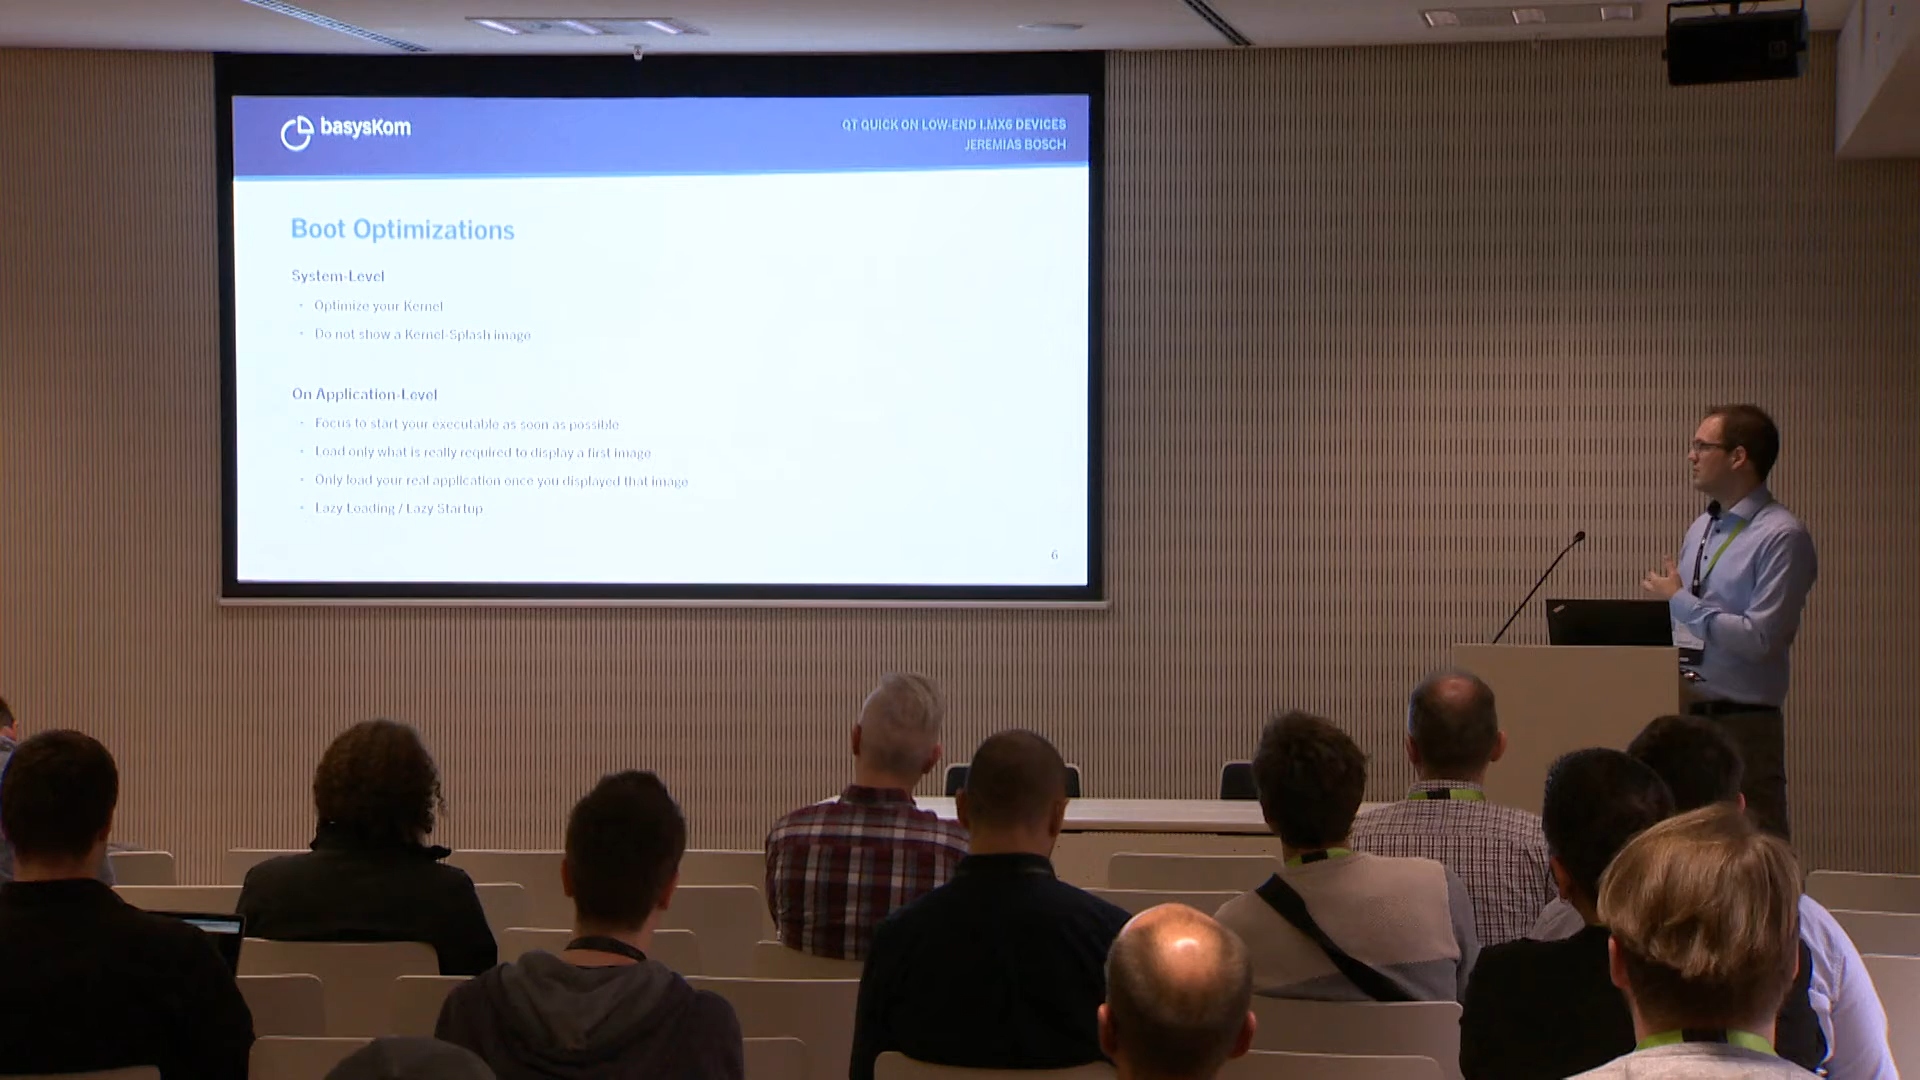 basysKom
QT QUICK ON LOW-END I.MX6 DEVICES
JEREMIAS BOSCH
Boot Optimizations
System-Level
• Optimize your Kernel
• Do not show a Kernel-Splash image
On Application-Level
• Focus to start your executable as soon as possible
• Load only what is really required to display a first image
• Only load your real application once you displayed that image
• Lazy Loading / Lazy Startup
6